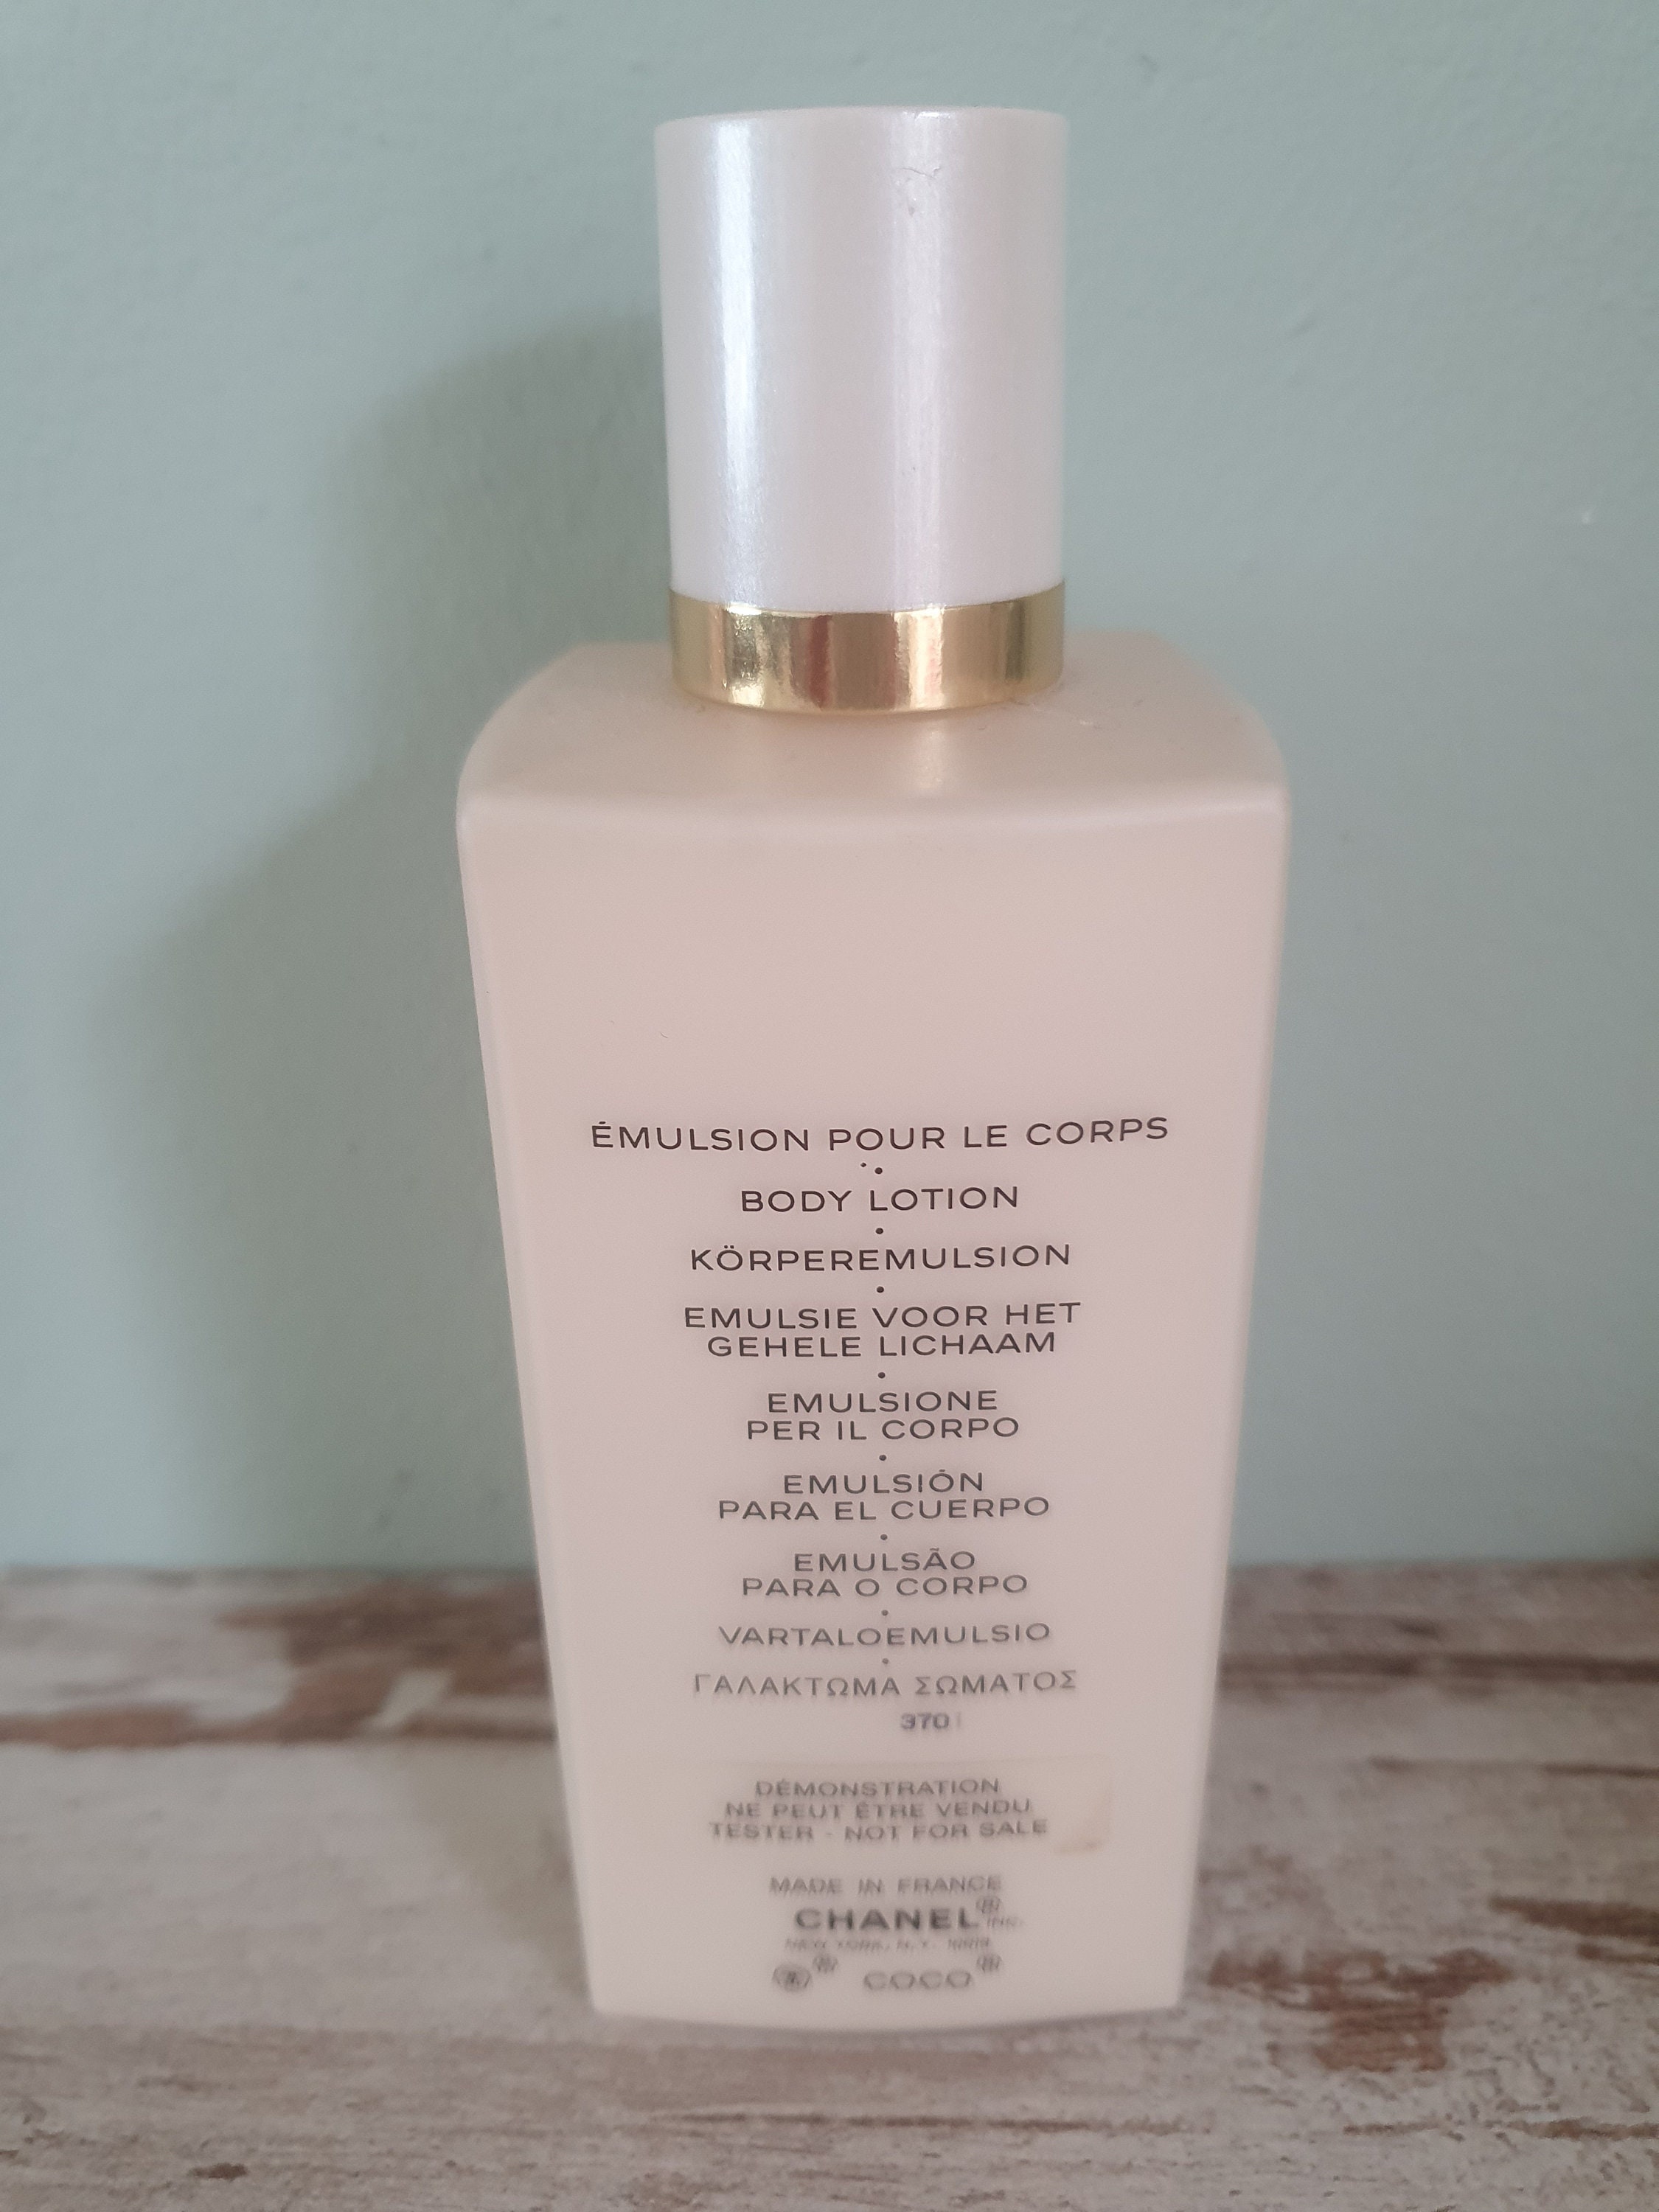 ÉMULSION POUR LE CORPS
BODY LOTION
KÖRPEREMULSION
EMULSIE VOOR HET
GEHELE LICHAAM
EMULSIONE
PER IL CORPO
EMULSIÓN
PARA EL CUERPO
EMULSÃO
PARA O CORPO
VARTALOEMULSIO
ΓΑΛΑΚΤΩΜΑ ΣΩΜΑΤΟΣ
370
DÉMONSTRATION
NE PEUT ÊTRE VENDU
TESTER - NOT FOR SALE
MADE IN FRANCE
CHANEL® INC.
NEW YORK, N.Y.
® COCO®